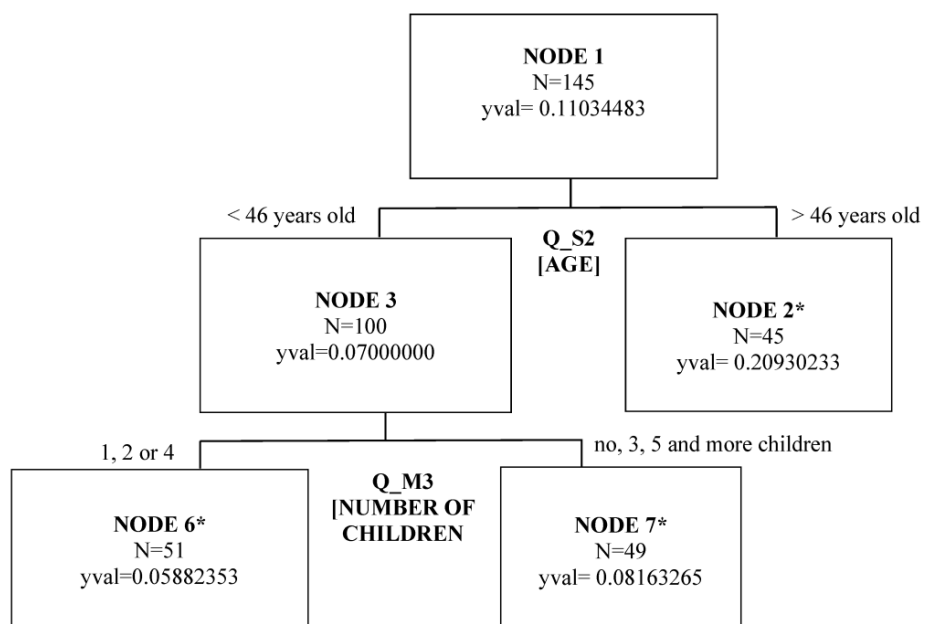 NODE 1
N=145
yval= 0.11034483
< 46 years old
> 46 years old
Q_S2
[AGE]
NODE 3
N=100
yval=0.07000000
NODE 2*
N=45
yval= 0.20930233
1, 2 or 4
no, 3, 5 and more children
Q_M3
[NUMBER OF
CHILDREN
NODE 6*
N=51
yval=0.05882353
NODE 7*
N=49
yval= 0.08163265